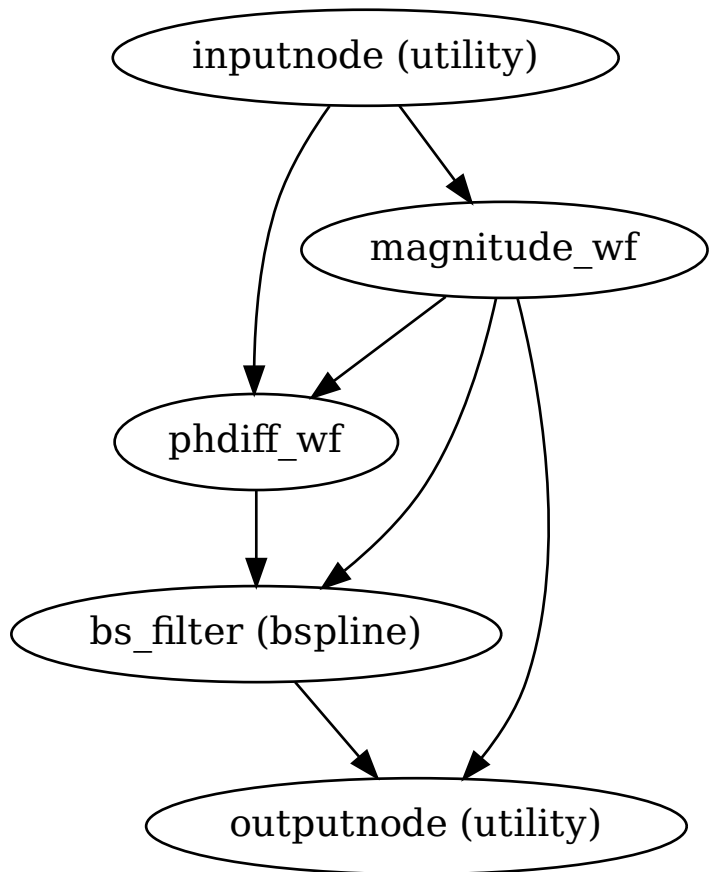 inputnode (utility)
magnitude_wf
phdiff_wf
bs_filter (bspline)
outputnode (utility)